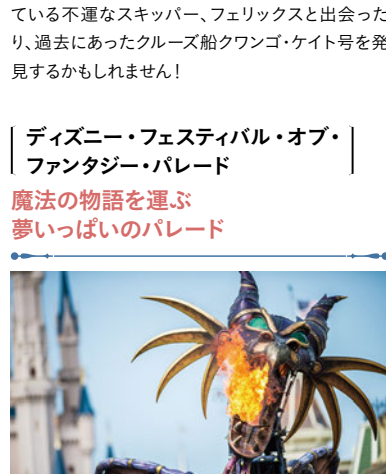 ている不運なスキッパー、フェリックスと出会った
り、過去にあったクルーズ船クワンゴ・ケイト号を発
見するかもしれません！
ディズニー・フェスティバル・オブ・
ファンタジー・パレード
魔法の物語を運ぶ
夢いっぱいのパレード